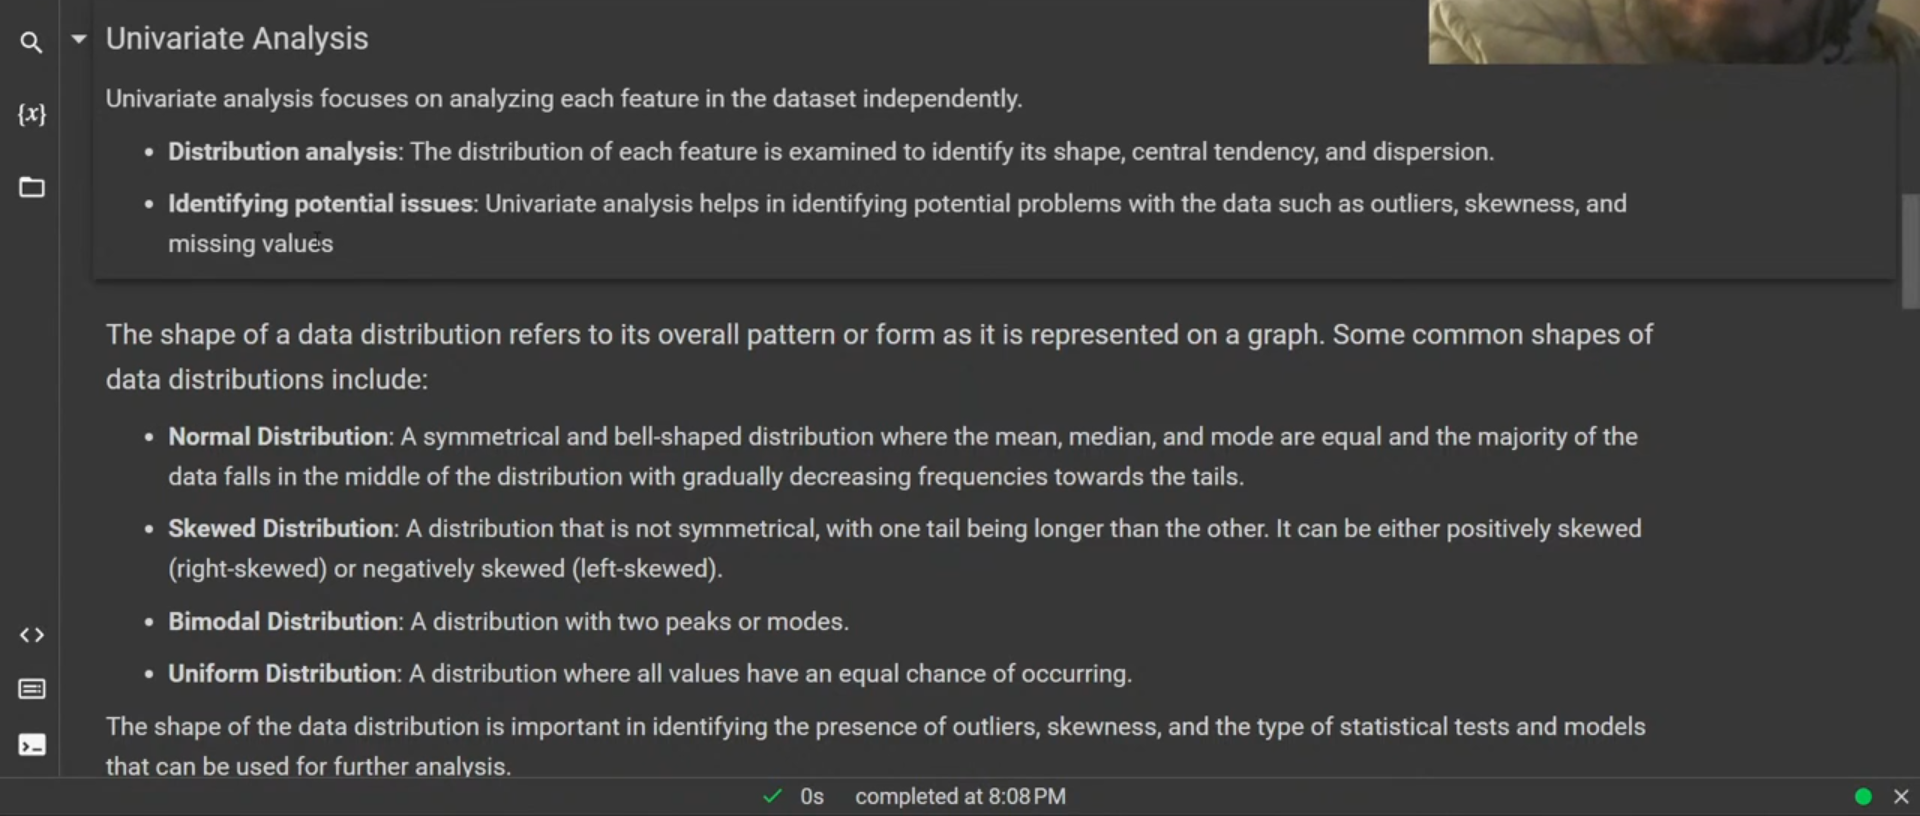 Univariate Analysis
{x}
Univariate analysis focuses on analyzing each feature in the dataset independently.
• Distribution analysis: The distribution of each feature is examined to identify its shape, central tendency, and dispersion.
• Identifying potential issues: Univariate analysis helps in identifying potential problems with the data such as outliers, skewness, and
missing values
The shape of a data distribution refers to its overall pattern or form as it is represented on a graph. Some common shapes of
data distributions include:
• Normal Distribution: A symmetrical and bell-shaped distribution where the mean, median, and mode are equal and the majority of the
data falls in the middle of the distribution with gradually decreasing frequencies towards the tails.
• Skewed Distribution: A distribution that is not symmetrical, with one tail being longer than the other. It can be either positively skewed
(right-skewed) or negatively skewed (left-skewed).
• Bimodal Distribution: A distribution with two peaks or modes.
• Uniform Distribution: A distribution where all values have an equal chance of occurring.
The shape of the data distribution is important in identifying the presence of outliers, skewness, and the type of statistical tests and models
that can be used for further analysis.
0s completed at 8:08 PM